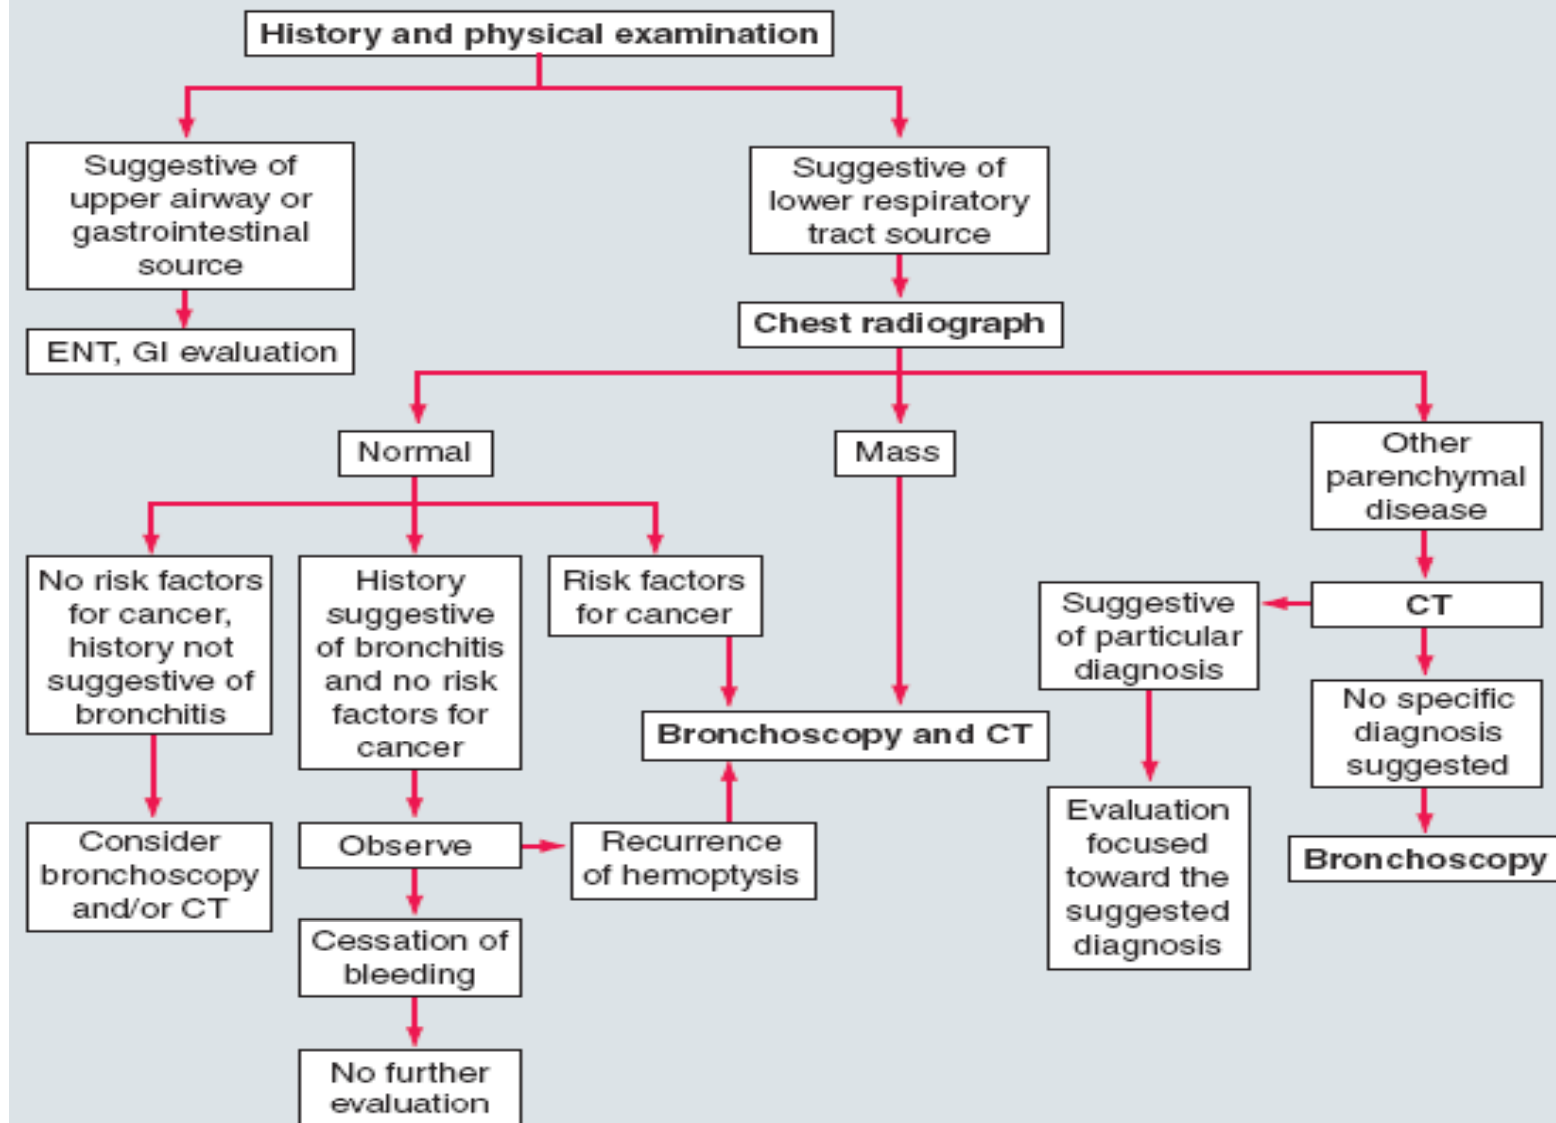 History and physical examination
Suggestive of
upper airway or
gastrointestinal
source
Suggestive of
lower respiratory
tract source
ENT, GI evaluation
Chest radiograph
Normal
Mass
Other
parenchymal
disease
No risk factors
for cancer,
history not
suggestive of
bronchitis
History
suggestive
of bronchitis
and no risk
factors for
cancer
Risk factors
for cancer
Suggestive
of particular
diagnosis
CT
No specific
diagnosis
suggested
Bronchoscopy and CT
Consider
bronchoscopy
and/or CT
Observe
Recurrence
of hemoptysis
Evaluation
focused
toward the
suggested
diagnosis
Bronchoscopy
Cessation of
bleeding
No further
evaluation